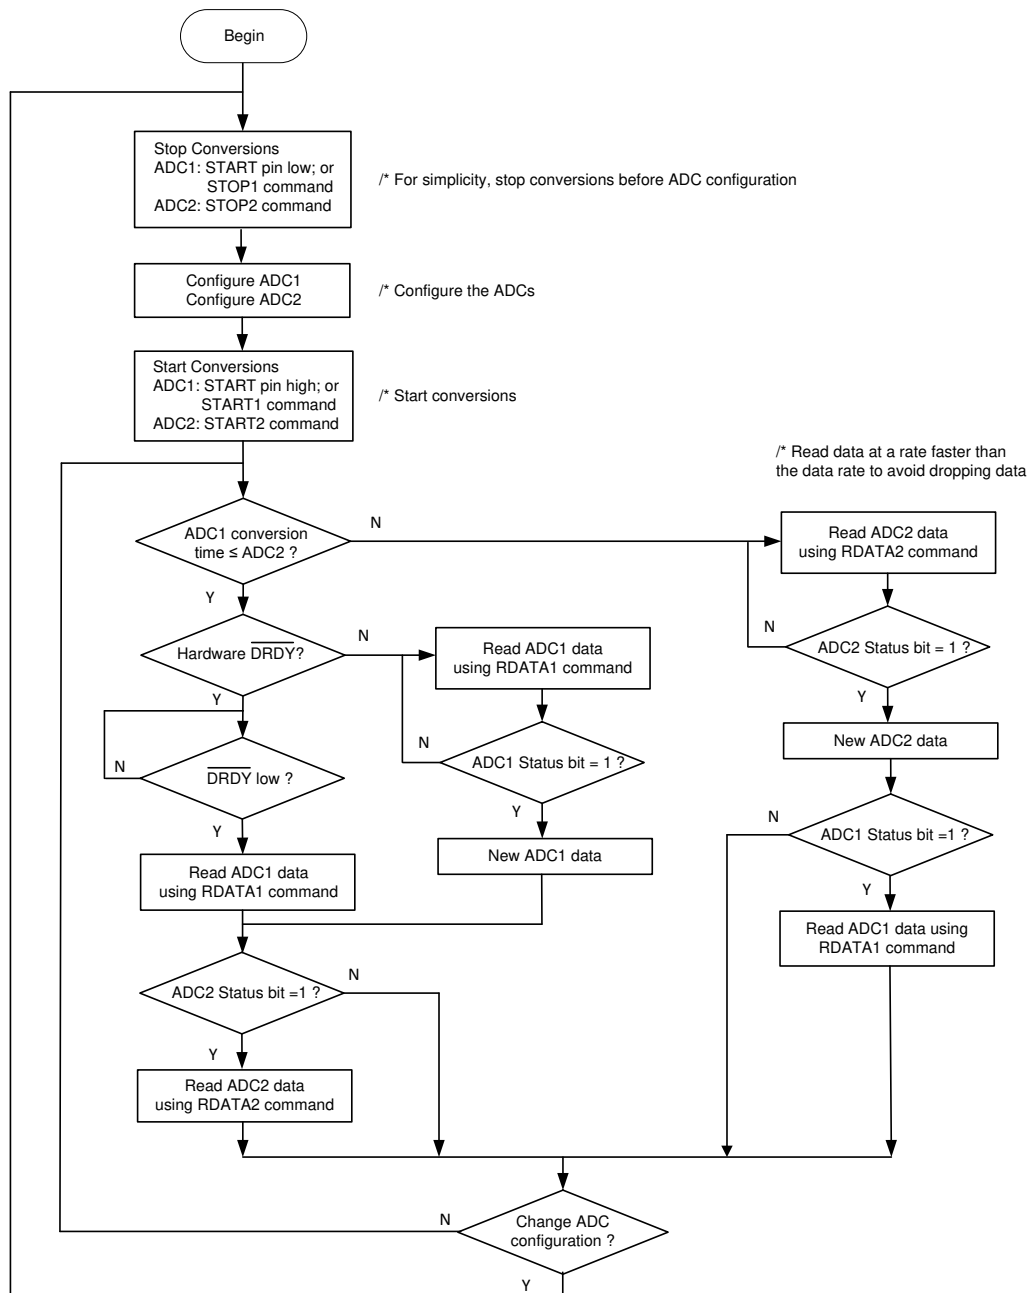 Begin
Stop Conversions
ADC1: START pin low; or
STOP1 command
ADC2: STOP2 command
/* For simplicity, stop conversions before ADC configuration
Configure ADC1
Configure ADC2
/* Configure the ADCs
Start Conversions
ADC1: START pin high; or
START1 command
ADC2: START2 command
/* Start conversions
/* Read data at a rate faster than
the data rate to avoid dropping data
ADC1 conversion
time ≤ ADC2 ?
N
Y
Read ADC2 data
using RDATA2 command
Hardware DRDY?
N
Y
Read ADC1 data
using RDATA1 command
N
ADC2 Status bit = 1 ?
Y
New ADC2 data
N
DRDY low ?
Y
N
ADC1 Status bit = 1 ?
Y
New ADC1 data
N
ADC1 Status bit =1 ?
Y
Read ADC1 data
using RDATA1 command
Read ADC1 data using
RDATA1 command
ADC2 Status bit =1 ?
N
Y
Read ADC2 data
using RDATA2 command
N
Change ADC
configuration ?
Y